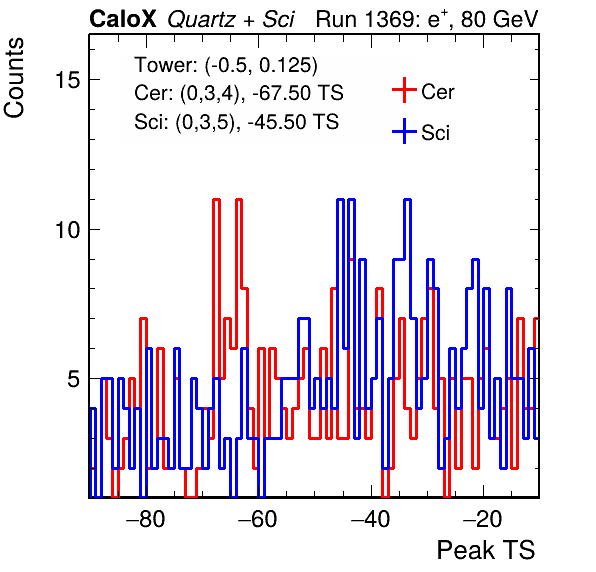 CaloX Quartz + Sci Run 1369: e+, 80 GeV
Counts
Tower: (-0.5, 0.125)
Cer: (0,3,4), -67.50 TS
Sci: (0,3,5), -45.50 TS
Cer
Sci
15
10
5
−80 −60 −40 −20
Peak TS